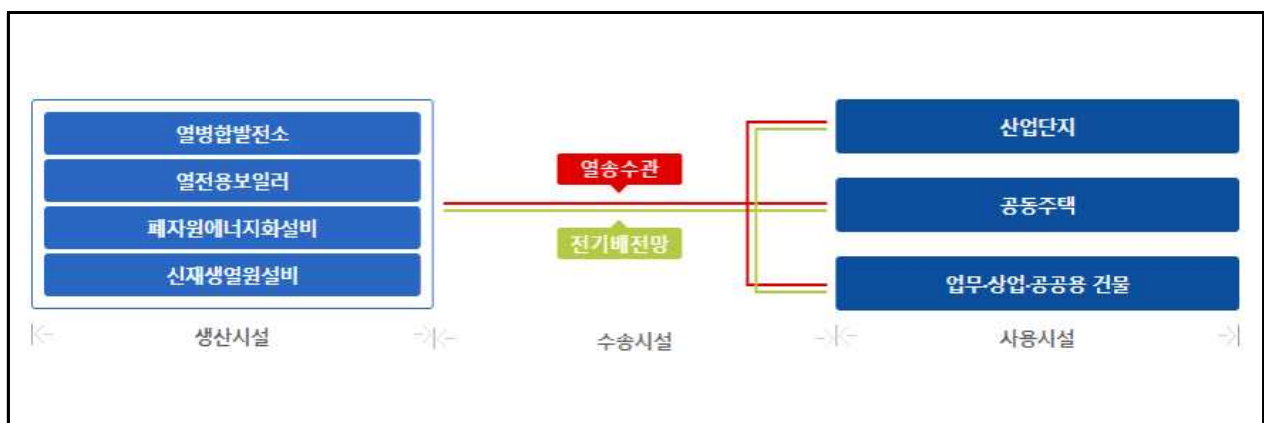 열병합발전소
열전용보일러
폐자원에너지화설비
신재생열원설비
열송수관
전기배전망
산업단지
공동주택
업무·상업·공공용 건물
생산시설
수송시설
사용시설